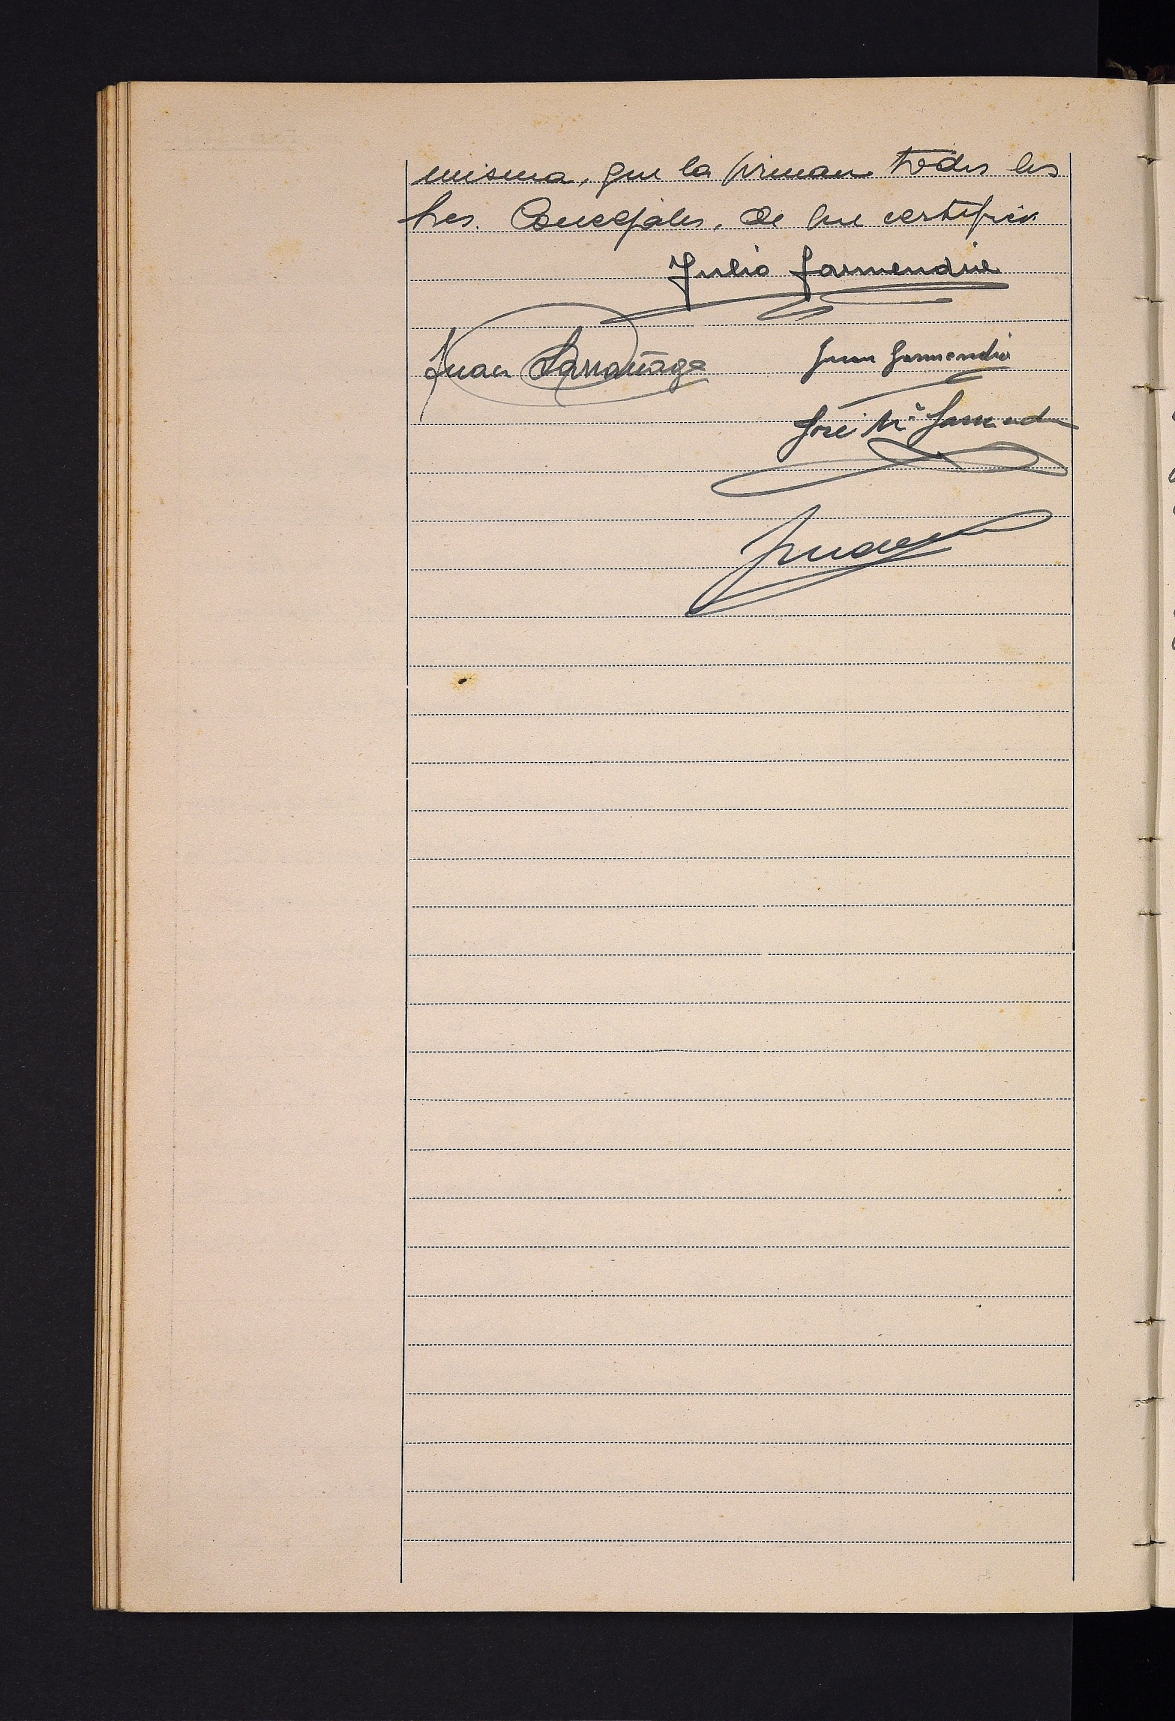 misma, que la firman todos los
Sres. Concejales, de que certifico
Julio Garmendia
Juan Larrañaga Juan Garmendia
José Mª Garmendia